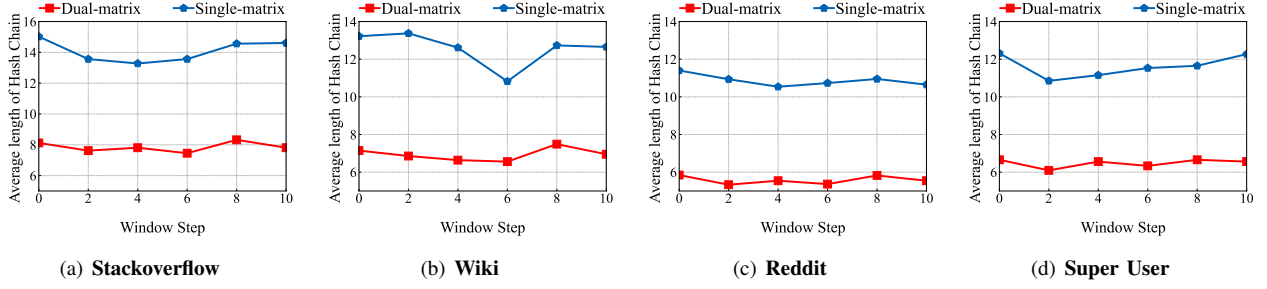 Dual-matrix Single-matrix
Average length of Hash Chain
16
14
12
10
8
6
0 2 4 6 8 10
Window Step
(a) Stackoverflow
Dual-matrix Single-matrix
Average length of Hash Chain
14
12
10
8
6
0 2 4 6 8 10
Window Step
(b) Wiki
Dual-matrix Single-matrix
Average length of Hash Chain
14
12
10
8
6
0 2 4 6 8 10
Window Step
(c) Reddit
Dual-matrix Single-matrix
Average length of Hash Chain
14
12
10
8
6
0 2 4 6 8 10
Window Step
(d) Super User